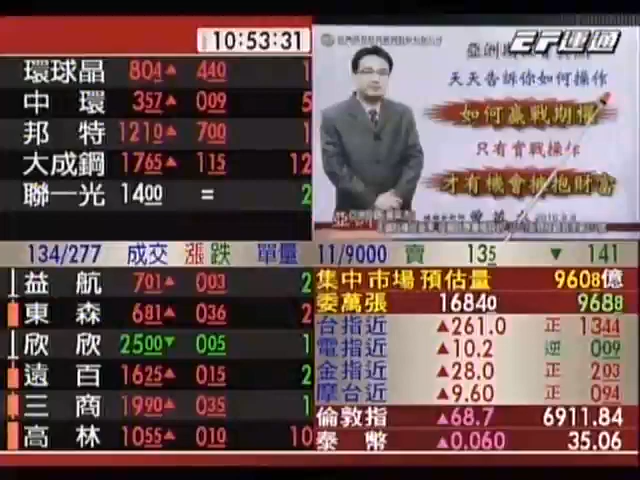 10:53:31
環球晶 804▲ 440 1
中環 357▲ 009 5
邦特 1210▲ 700 1
大成鋼 1765▲ 115 12
聯一光 1400 = 2
134/277 成交 漲跌 單量
益航 701▲ 003 2
東森 681▲ 036 2
欣欣 2500▼ 005 1
遠百 1625▲ 015 2
三商 1990▲ 035 1
高林 1055▲ 010 10
EF建通
天天告訴你如何操作
如何贏戰期權
只有實戰操作
才有機會擁抱財富
11/9000 賣 135 ▼ 141
集中市場預估量 9608億
委萬張 16840 9688
台指近 ▲261.0 正 1344
電指近 ▲10.2 逆 009
金指近 ▲28.0 正 203
摩台近 ▲9.60 正 094
倫敦指 ▲68.7 6911.84
泰幣 ▲0.060 35.06